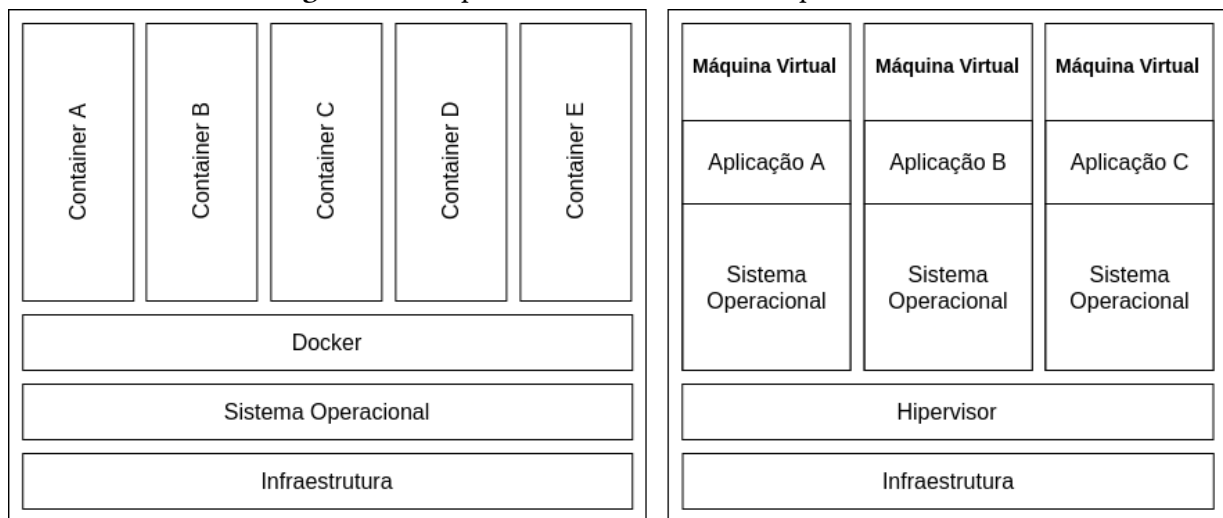 Container A
Container B
Container C
Container D
Container E
Docker
Sistema Operacional
Infraestrutura
Máquina Virtual
Aplicação A
Sistema
Operacional
Máquina Virtual
Aplicação B
Sistema
Operacional
Máquina Virtual
Aplicação C
Sistema
Operacional
Hipervisor
Infraestrutura